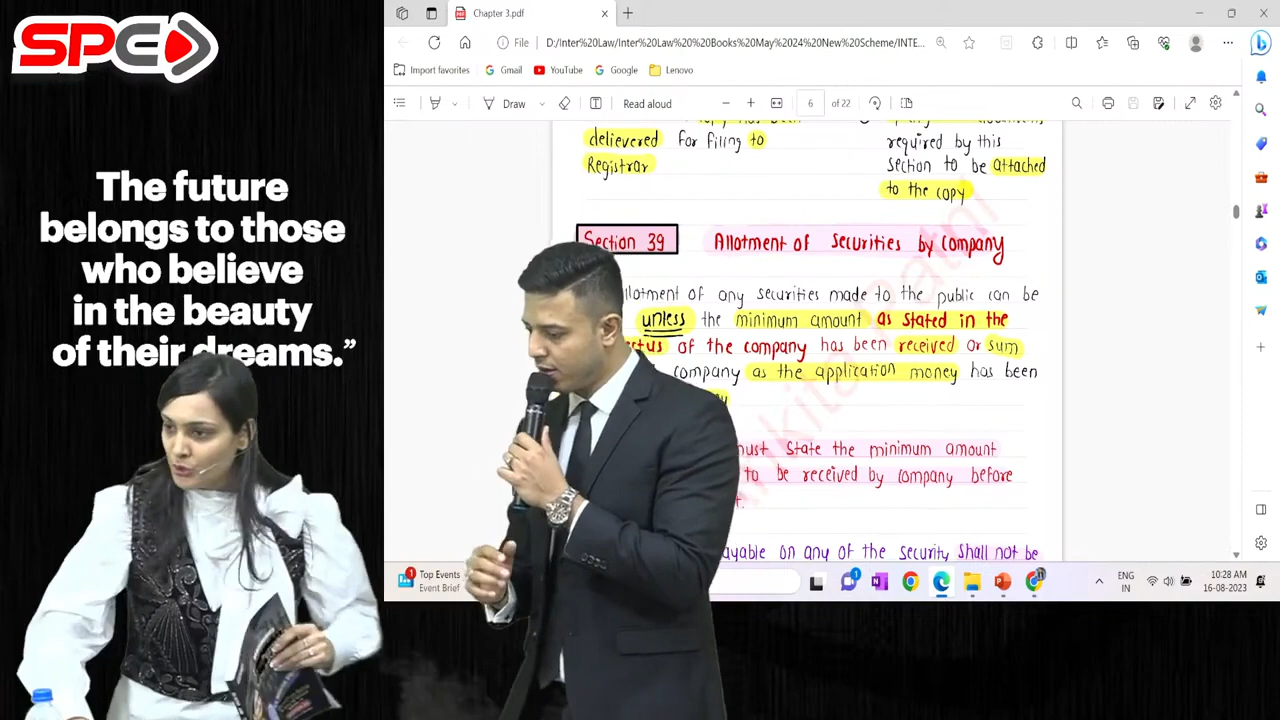 SPE
The future
belongs to those
who believe
in the beauty
of their dreams.”
Chapter 3.pdf
File D:/Inter%20Law/Inter%20Law%20%20Books%20May%2024%20New%20Scheme/INTE...
Import favorites Gmail YouTube Google Lenovo
Draw Read aloud 6 of 22
delievered for filing to
Registrar
required by this
section to be attached
to the copy
Section 39 Allotment of securities by company
allotment of any securities made to the public can be
unless the minimum amount as stated in the
of the company has been received or sum
company as the application money has been
must State the minimum amount
to be received by company before
on any of the security shall not be
Top Events
Event Brief
1
1
ENG
IN
10:28 AM
16-08-2023